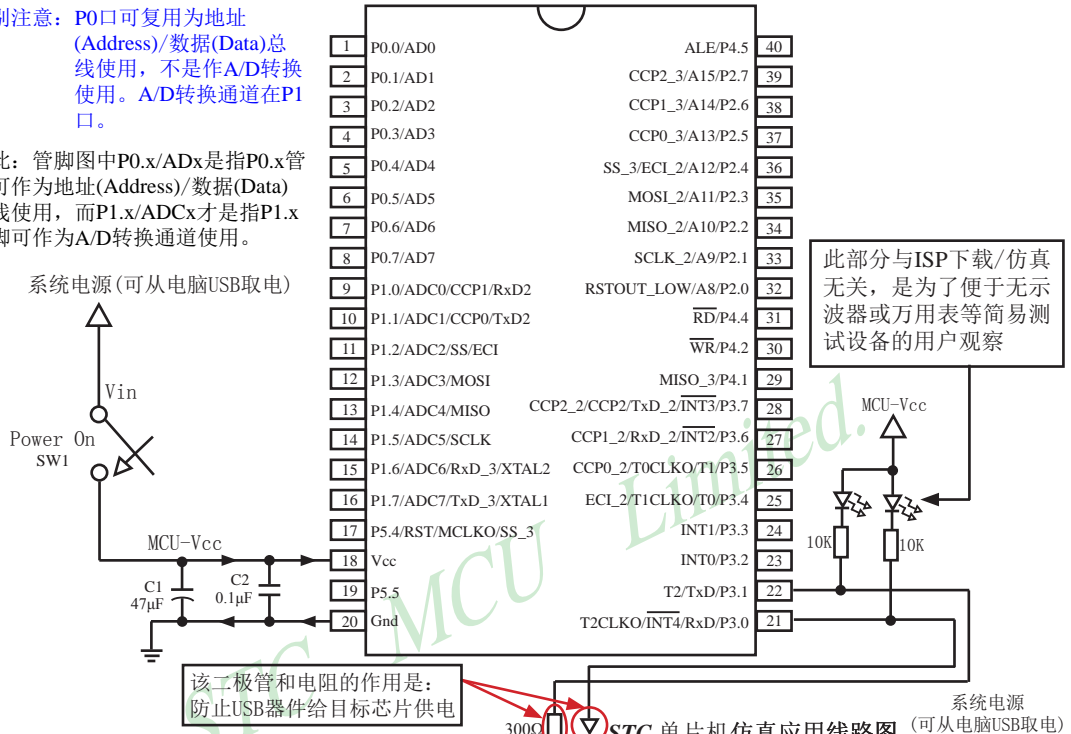 注意：P0口可复用为地址
(Address)/数据(Data)总
线使用，不是作A/D转换
使用。A/D转换通道在P1
口。
：管脚图中P0.x/ADx是指P0.x管
可作为地址(Address)/数据(Data)
线使用，而P1.x/ADCx才是指P1.x
脚可作为A/D转换通道使用。
系统电源(可从电脑USB取电)
Vin
Power On
SW1
MCU-Vcc
C1
47μF
C2
0.1μF
1 P0.0/AD0
2 P0.1/AD1
3 P0.2/AD2
4 P0.3/AD3
5 P0.4/AD4
6 P0.5/AD5
7 P0.6/AD6
8 P0.7/AD7
9 P1.0/ADC0/CCP1/RxD2
10 P1.1/ADC1/CCP0/TxD2
11 P1.2/ADC2/SS/ECI
12 P1.3/ADC3/MOSI
13 P1.4/ADC4/MISO
14 P1.5/ADC5/SCLK
15 P1.6/ADC6/RxD_3/XTAL2
16 P1.7/ADC7/TxD_3/XTAL1
17 P5.4/RST/MCLKO/SS_3
18 Vcc
19 P5.5
20 Gnd
ALE/P4.5 40
CCP2_3/A15/P2.7 39
CCP1_3/A14/P2.6 38
CCP0_3/A13/P2.5 37
SS_3/ECI_2/A12/P2.4 36
MOSI_2/A11/P2.3 35
MISO_2/A10/P2.2 34
SCLK_2/A9/P2.1 33
RSTOUT_LOW/A8/P2.0 32
RD/P4.4 31
WR/P4.2 30
MISO_3/P4.1 29
CCP2_2/CCP2/TxD_2/INT3/P3.7 28
CCP1_2/RxD_2/INT2/P3.6 27
CCP0_2/T0CLKO/T1/P3.5 26
ECI_2/T1CLKO/T0/P3.4 25
INT1/P3.3 24
INT0/P3.2 23
T2/TxD/P3.1 22
T2CLKO/INT4/RxD/P3.0 21
此部分与ISP下载/仿真
无关，是为了便于无示
波器或万用表等简易测
试设备的用户观察
MCU-Vcc
10K
10K
该二极管和电阻的作用是：
防止USB器件给目标芯片供电
300Ω
STC 单片机仿真应用线路图
系统电源
(可从电脑USB取电)
STC MCU Limited.